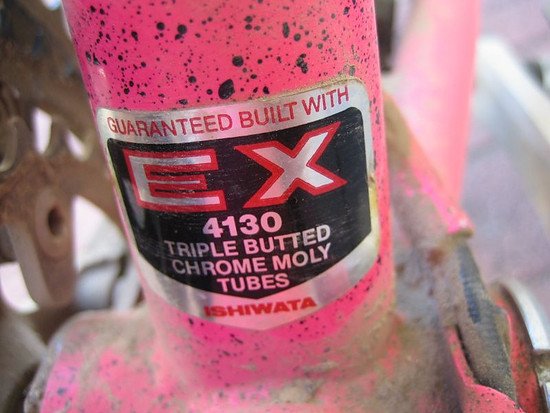 GUARANTEED BUILT WITH
EX
4130
TRIPLE BUTTED
CHROME MOLY
TUBES
ISHIWATA